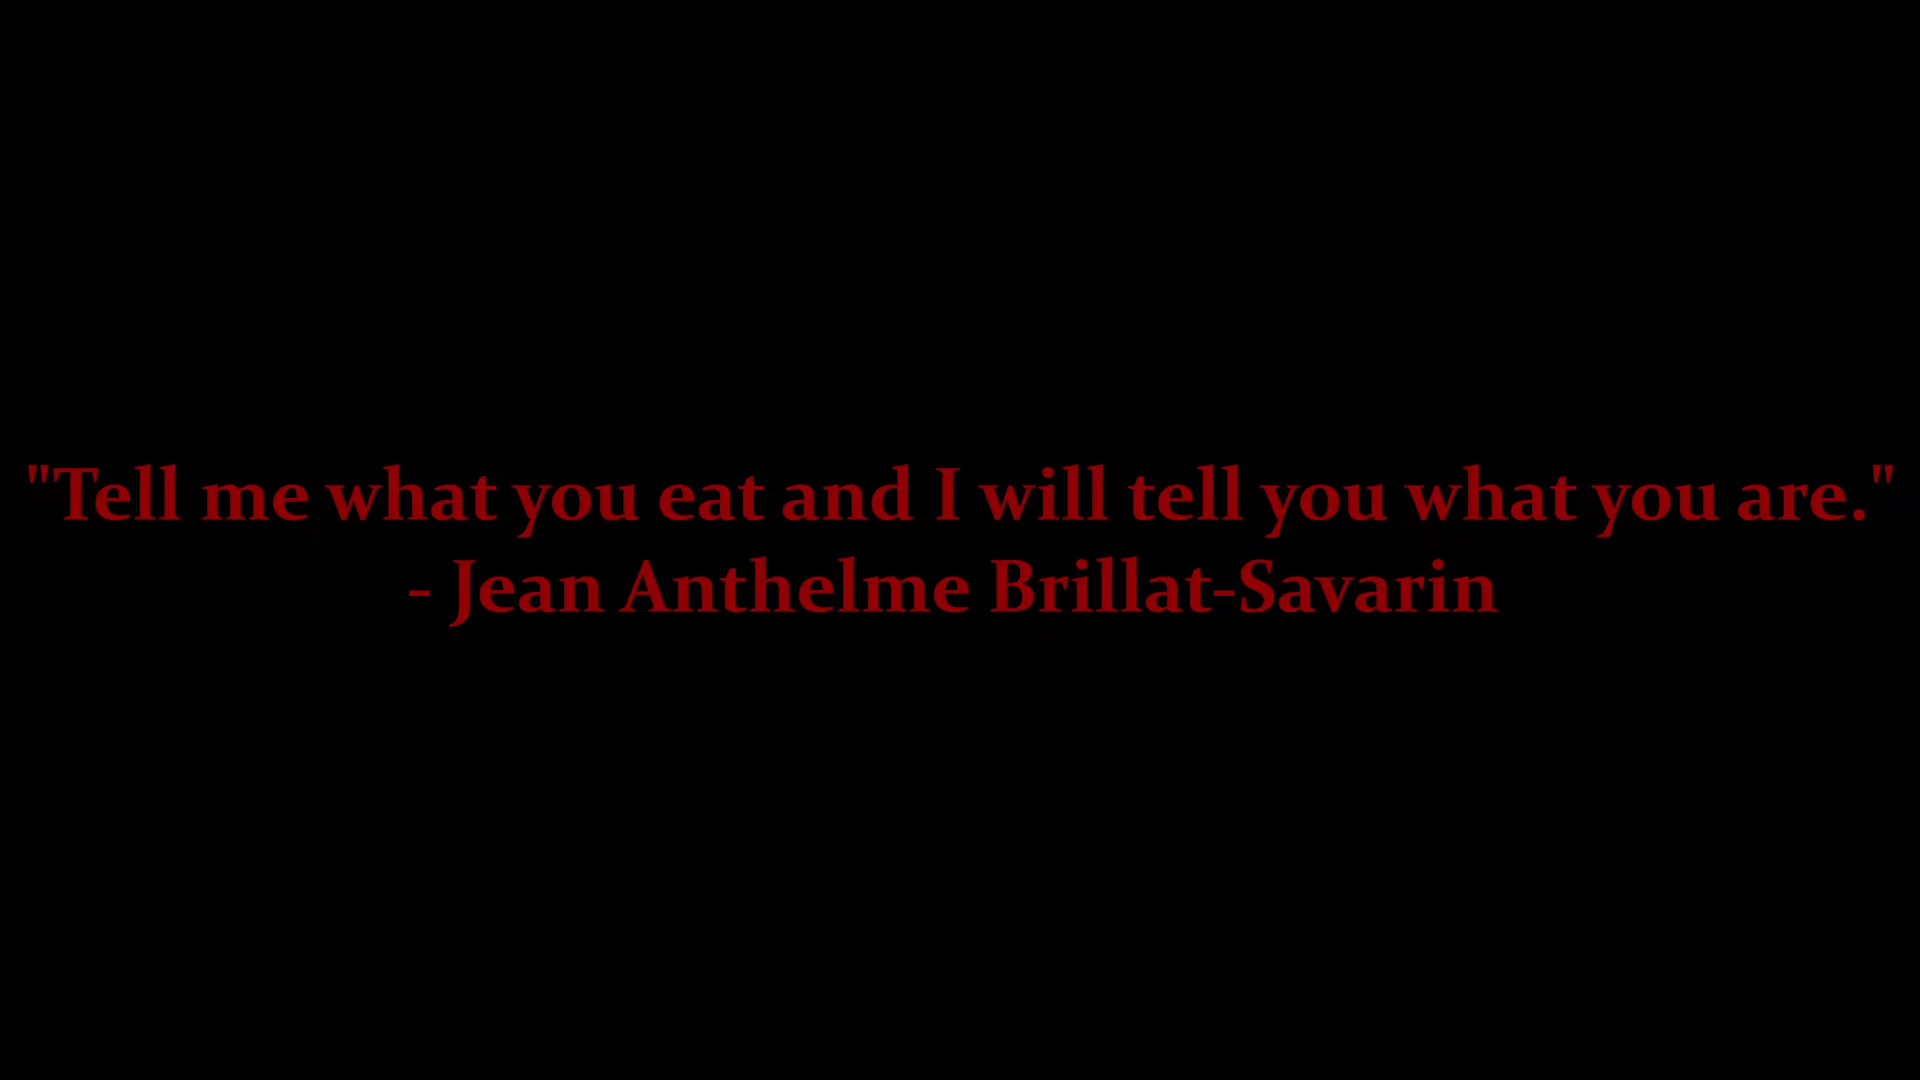 "Tell me what you eat and I will tell you what you are."
- Jean Anthelme Brillat-Savarin